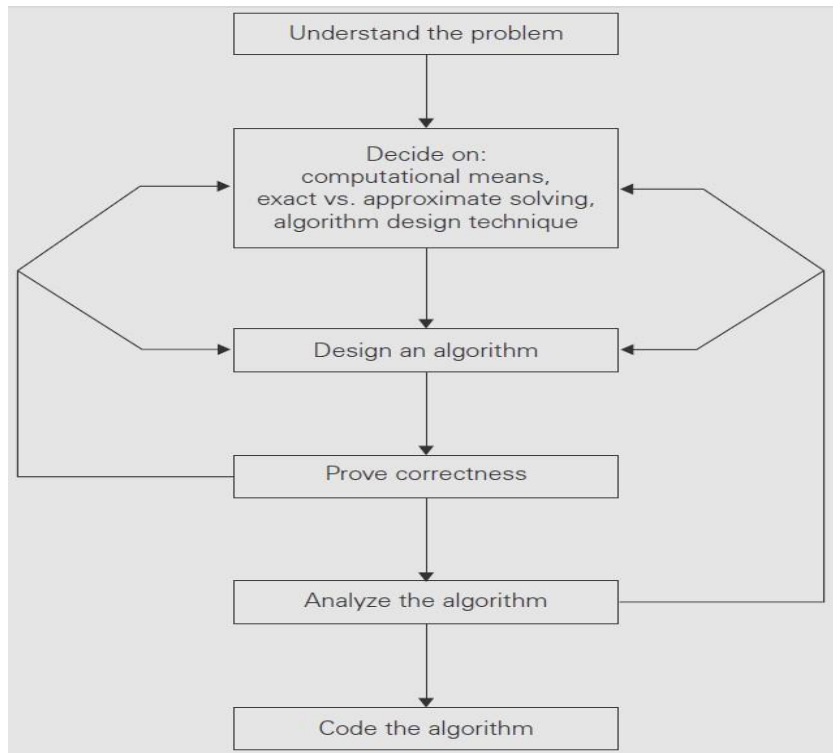 Understand the problem
Decide on:
computational means,
exact vs. approximate solving,
algorithm design technique
Design an algorithm
Prove correctness
Analyze the algorithm
Code the algorithm